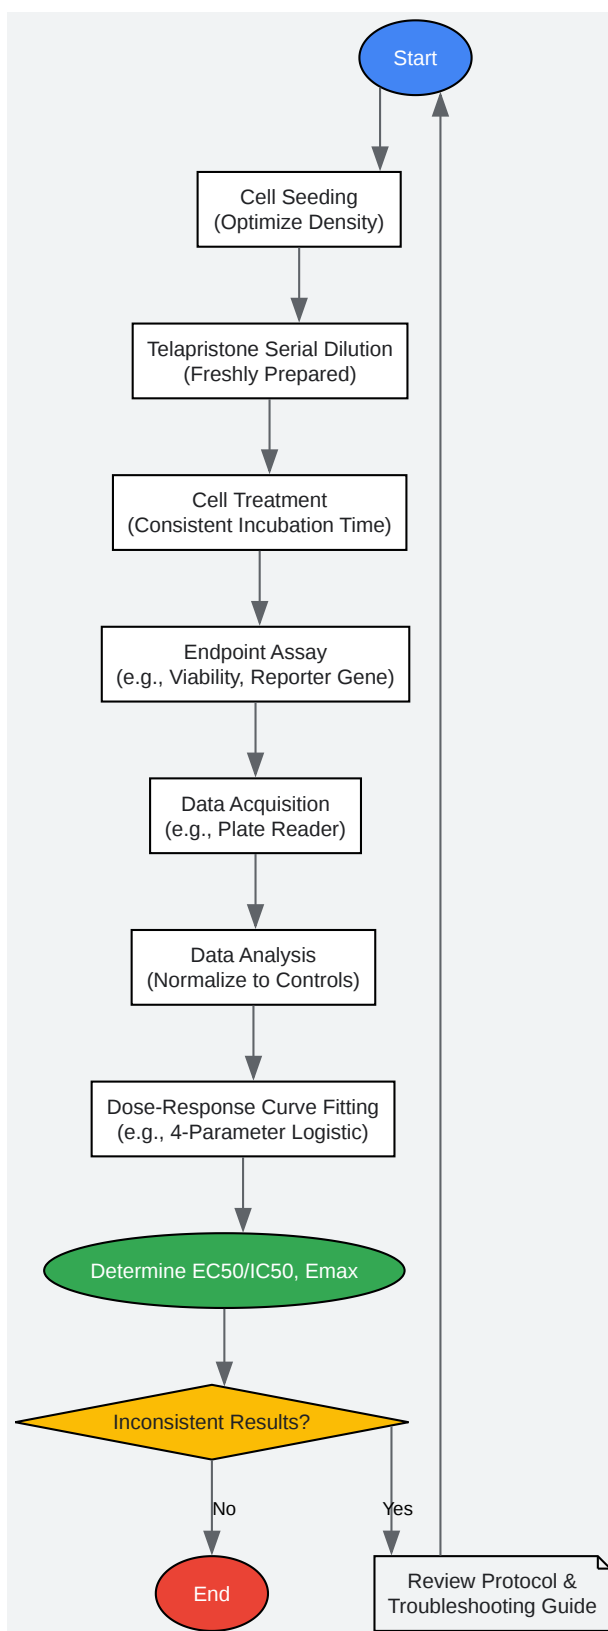 Start
Cell Seeding
(Optimize Density)
Telapristone Serial Dilution
(Freshly Prepared)
Cell Treatment
(Consistent Incubation Time)
Endpoint Assay
(e.g., Viability, Reporter Gene)
Data Acquisition
(e.g., Plate Reader)
Data Analysis
(Normalize to Controls)
Dose-Response Curve Fitting
(e.g., 4-Parameter Logistic)
Determine EC50/IC50, Emax
Inconsistent Results?
No
Yes
End
Review Protocol &
Troubleshooting Guide